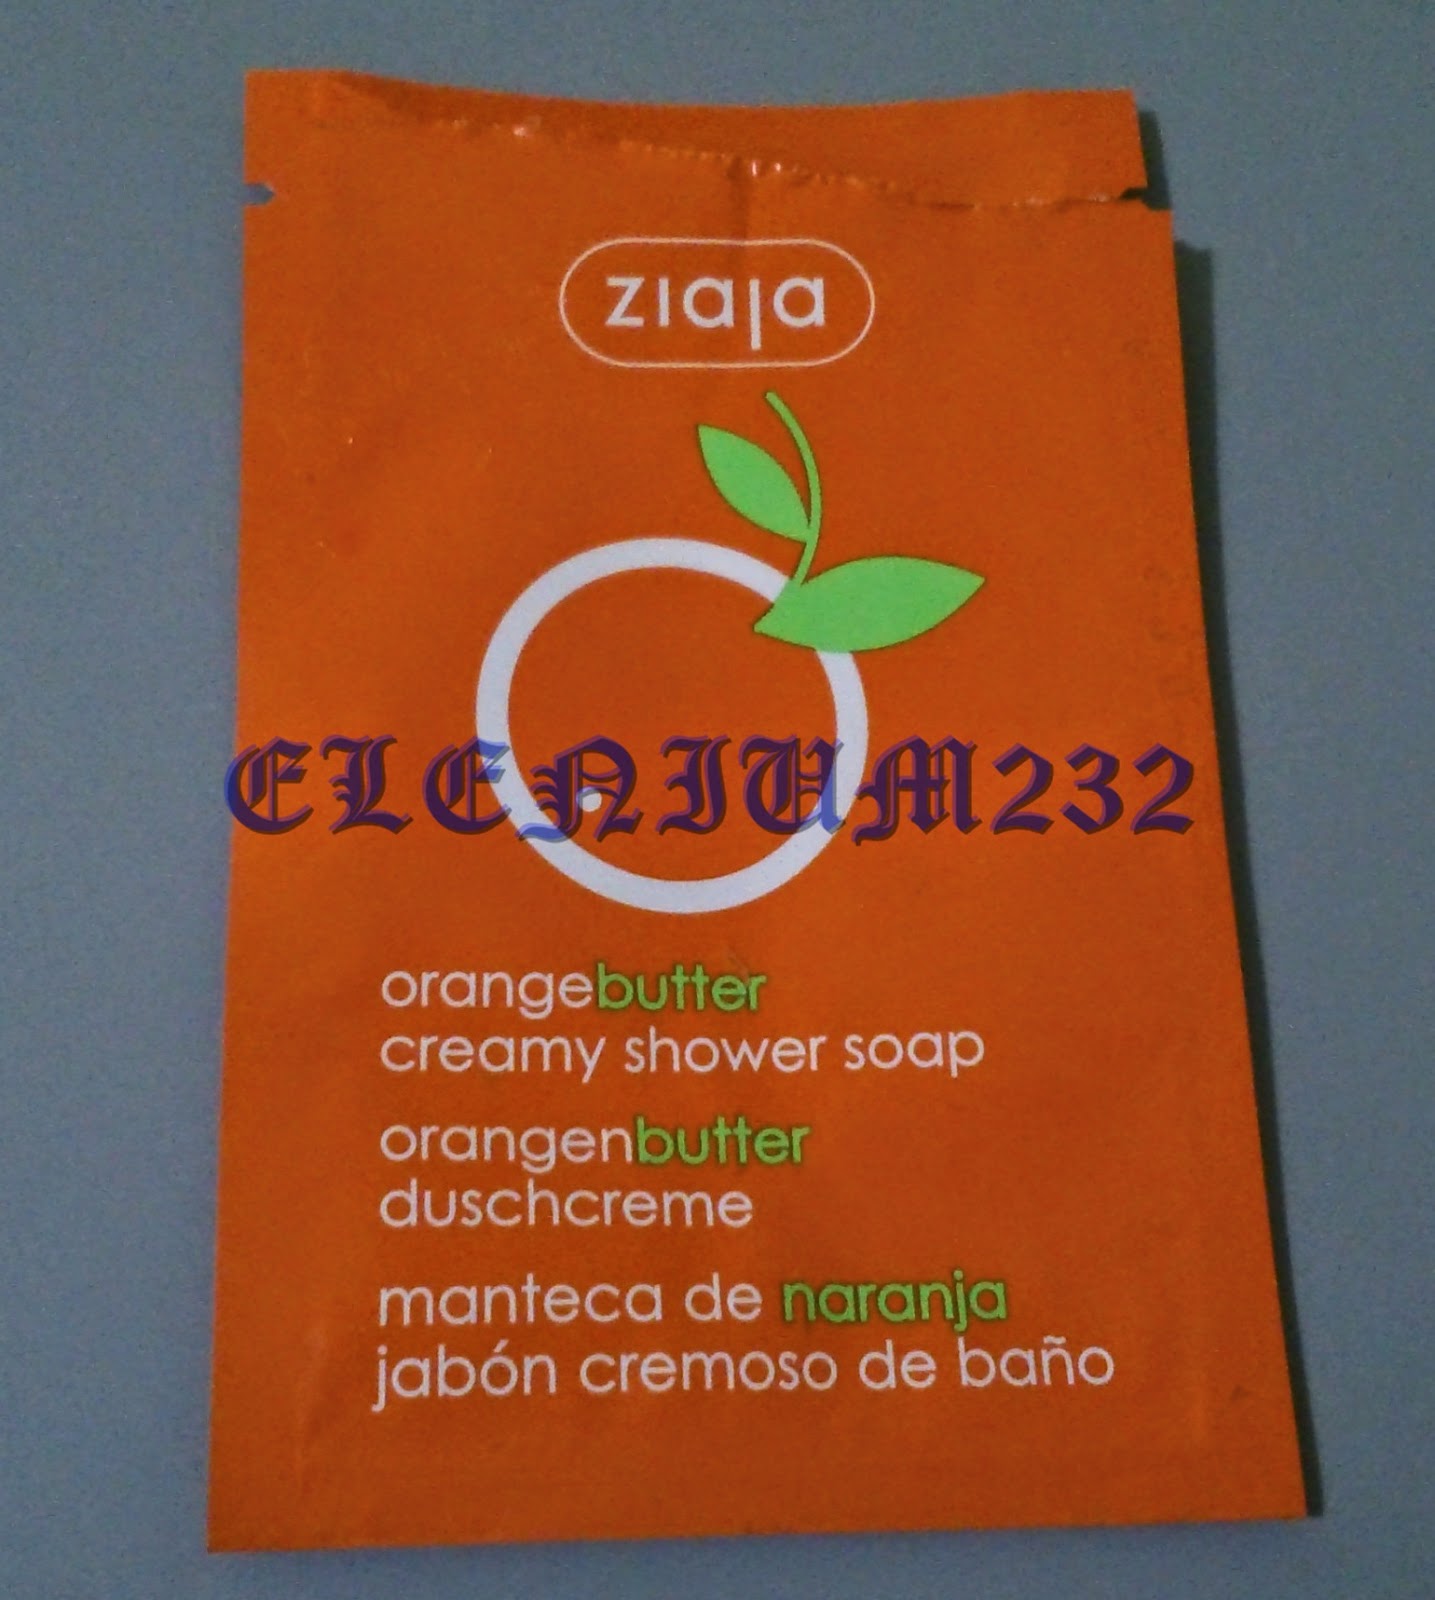 ziaja
ELENIUM232
orangebutter
creamy shower soap
orangenbutter
duschcreme
manteca de naranja
jabón cremoso de baño